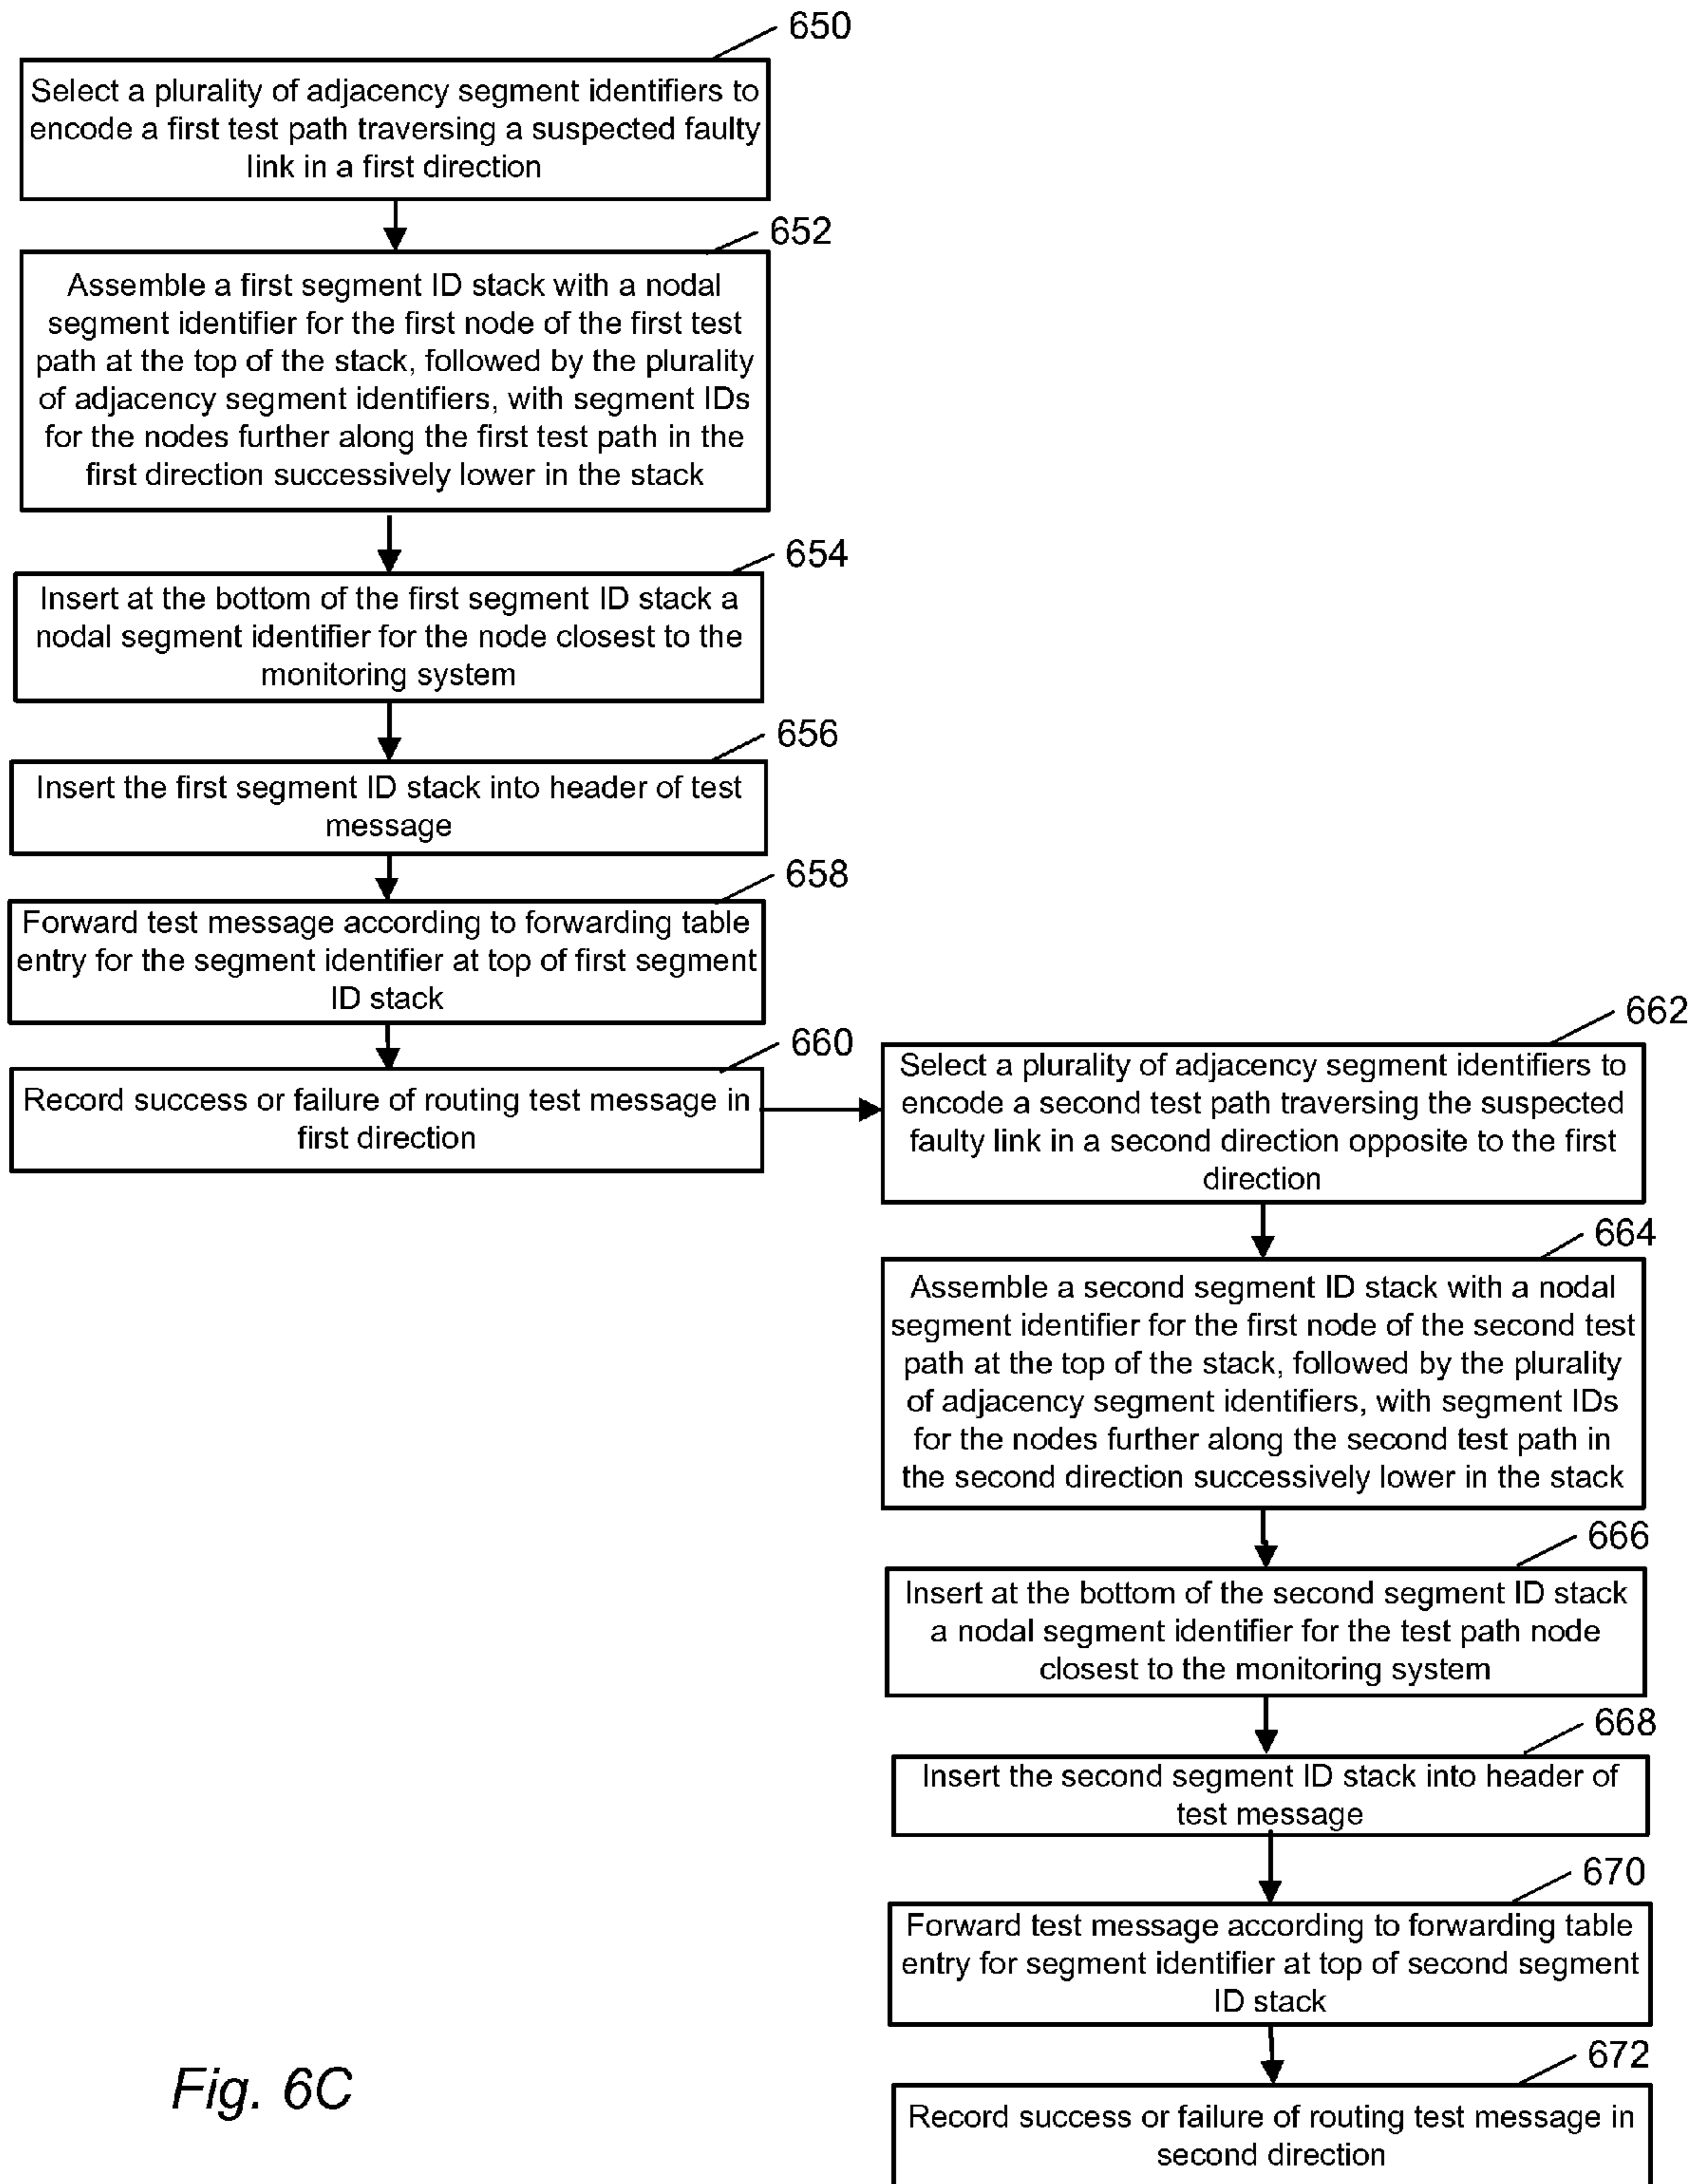 650
Select a plurality of adjacency segment identifiers to
encode a first test path traversing a suspected faulty
link in a first direction
652
Assemble a first segment ID stack with a nodal
segment identifier for the first node of the first test
path at the top of the stack, followed by the plurality
of adjacency segment identifiers, with segment IDs
for the nodes further along the first test path in the
first direction successively lower in the stack
654
Insert at the bottom of the first segment ID stack a
nodal segment identifier for the node closest to the
monitoring system
656
Insert the first segment ID stack into header of test
message
658
Forward test message according to forwarding table
entry for the segment identifier at top of first segment
ID stack
660
Record success or failure of routing test message in
first direction
662
Select a plurality of adjacency segment identifiers to
encode a second test path traversing the suspected
faulty link in a second direction opposite to the first
direction
664
Assemble a second segment ID stack with a nodal
segment identifier for the first node of the second test
path at the top of the stack, followed by the plurality
of adjacency segment identifiers, with segment IDs
for the nodes further along the second test path in
the second direction successively lower in the stack
666
Insert at the bottom of the second segment ID stack
a nodal segment identifier for the test path node
closest to the monitoring system
668
Insert the second segment ID stack into header of
test message
670
Forward test message according to forwarding table
entry for segment identifier at top of second segment
ID stack
672
Record success or failure of routing test message in
second direction
Fig. 6C